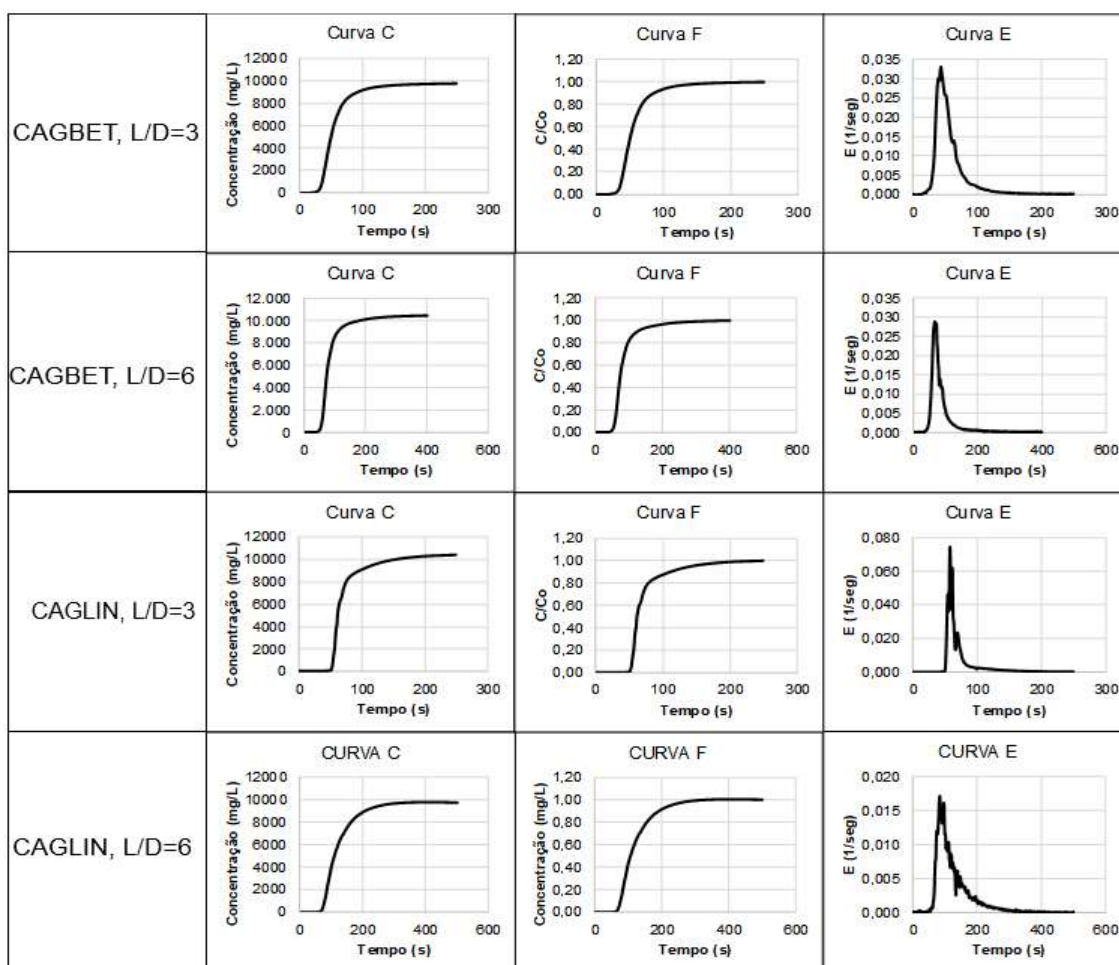 CAGBET, L/D=3
Curva C
Concentração (mg/L)
12000
10000
8000
6000
4000
2000
0
0 100 200 300
Tempo (s)
Curva F
C/Co
1,20
1,00
0,80
0,60
0,40
0,20
0,00
0 100 200 300
Tempo (s)
Curva E
E (1/seg)
0,035
0,030
0,025
0,020
0,015
0,010
0,005
0,000
0 100 200 300
Tempo (s)
CAGBET, L/D=6
Curva C
Concentração (mg/L)
12.000
10.000
8.000
6.000
4.000
2.000
0
0 200 400 600
Tempo (s)
Curva F
C/Co
1,20
1,00
0,80
0,60
0,40
0,20
0,00
0 200 400 600
Tempo (s)
Curva E
E (1/seg)
0,035
0,030
0,025
0,020
0,015
0,010
0,005
0,000
0 200 400 600
Tempo (s)
CAGLIN, L/D=3
Curva C
Concentração (mg/L)
12000
10000
8000
6000
4000
2000
0
0 100 200 300
Tempo (s)
Curva F
C/Co
1,20
1,00
0,80
0,60
0,40
0,20
0,00
0 100 200 300
Tempo (s)
Curva E
E (1/seg)
0,080
0,060
0,040
0,020
0,000
0 100 200 300
Tempo (s)
CAGLIN, L/D=6
CURVA C
Concentração (mg/L)
12000
10000
8000
6000
4000
2000
0
0 200 400 600
Tempo (s)
CURVA F
Concentração (mg/L)
1,20
1,00
0,80
0,60
0,40
0,20
0,00
0 200 400 600
Tempo (s)
CURVA E
E (1/seg)
0,020
0,015
0,010
0,005
0,000
0 200 400 600
Tempo (s)